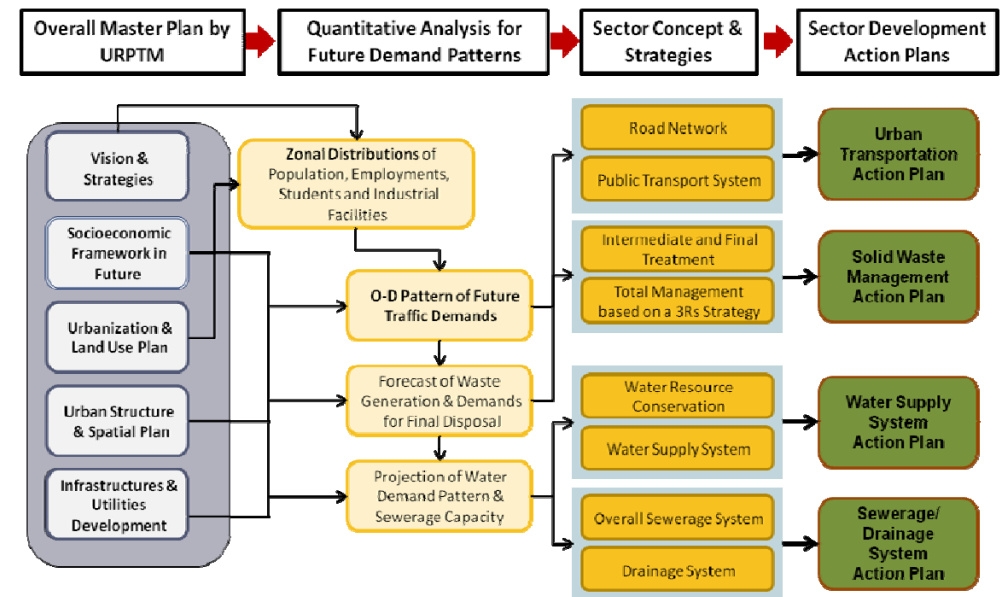 Overall Master Plan by
URPTM
Quantitative Analysis for
Future Demand Patterns
Sector Concept &
Strategies
Sector Development
Action Plans
Vision &
Strategies
Socioeconomic
Framework in
Future
Urbanization &
Land Use Plan
Urban Structure
& Spatial Plan
Infrastructures &
Utilities
Development
Zonal Distributions of
Population, Employments,
Students and Industrial
Facilities
O-D Pattern of Future
Traffic Demands
Forecast of Waste
Generation & Demands
for Final Disposal
Projection of Water
Demand Pattern &
Sewerage Capacity
Road Network
Public Transport System
Intermediate and Final
Treatment
Total Management
based on a 3Rs Strategy
Water Resource
Conservation
Water Supply System
Overall Sewerage System
Drainage System
Urban
Transportation
Action Plan
Solid Waste
Management
Action Plan
Water Supply
System
Action Plan
Sewerage/
Drainage
System
Action Plan